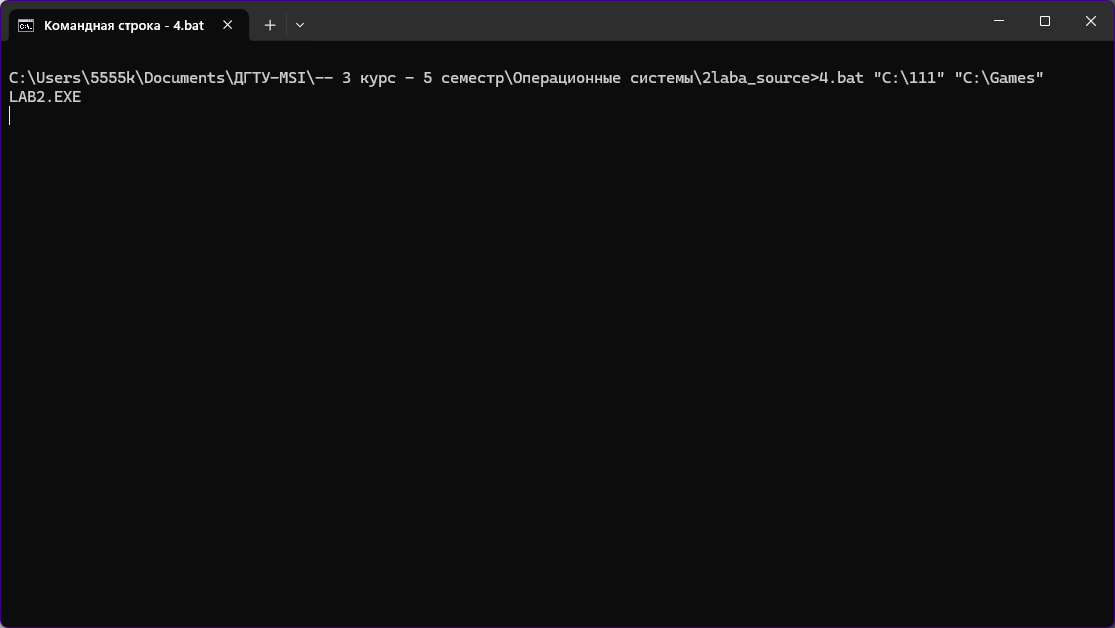 Командная строка - 4.bat
C:\Users\5555k\Documents\ДГТУ-MSI\-- 3 курс - 5 семестр\Операционные системы\2laba_source>4.bat "C:\111" "C:\Games"
LAB2.EXE